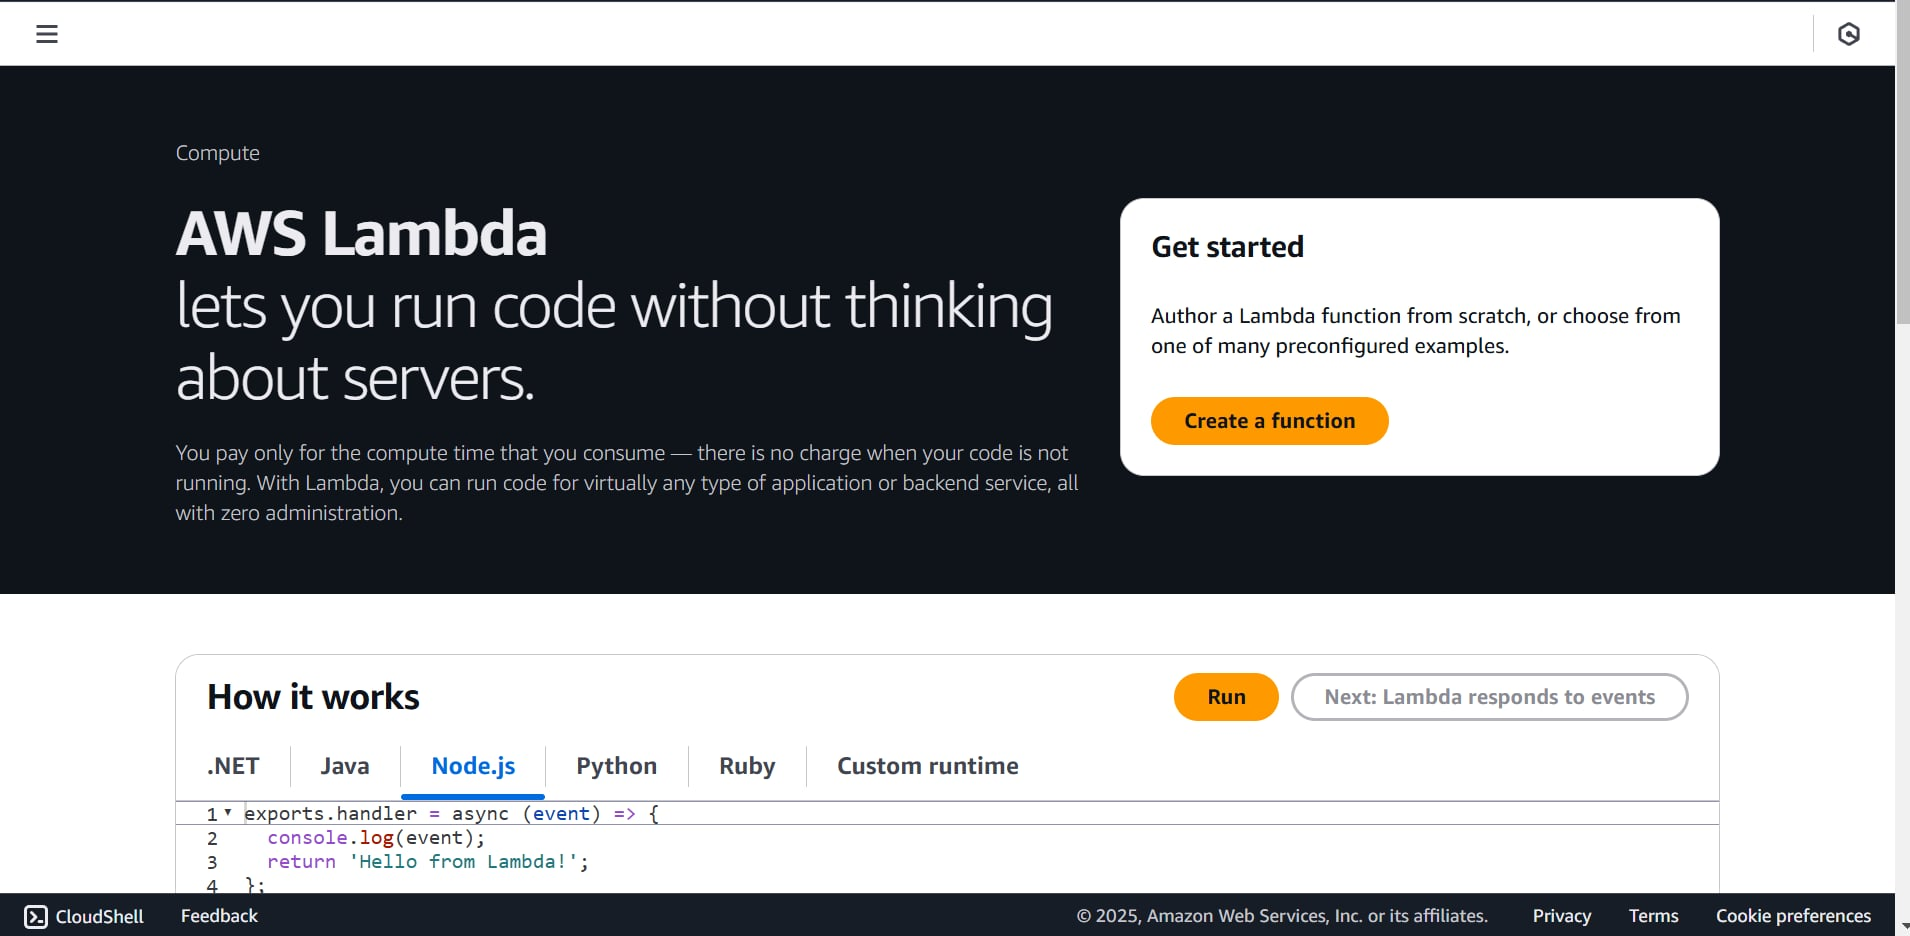 Compute
AWS Lambda
lets you run code without thinking
about servers.
You pay only for the compute time that you consume — there is no charge when your code is not
running. With Lambda, you can run code for virtually any type of application or backend service, all
with zero administration.
Get started
Author a Lambda function from scratch, or choose from
one of many preconfigured examples.
Create a function
How it works
Run
Next: Lambda responds to events
.NET
Java
Node.js
Python
Ruby
Custom runtime
1 exports.handler = async (event) => {
2 console.log(event);
3 return 'Hello from Lambda!';
4 };
CloudShell
Feedback
© 2025, Amazon Web Services, Inc. or its affiliates.
Privacy
Terms
Cookie preferences